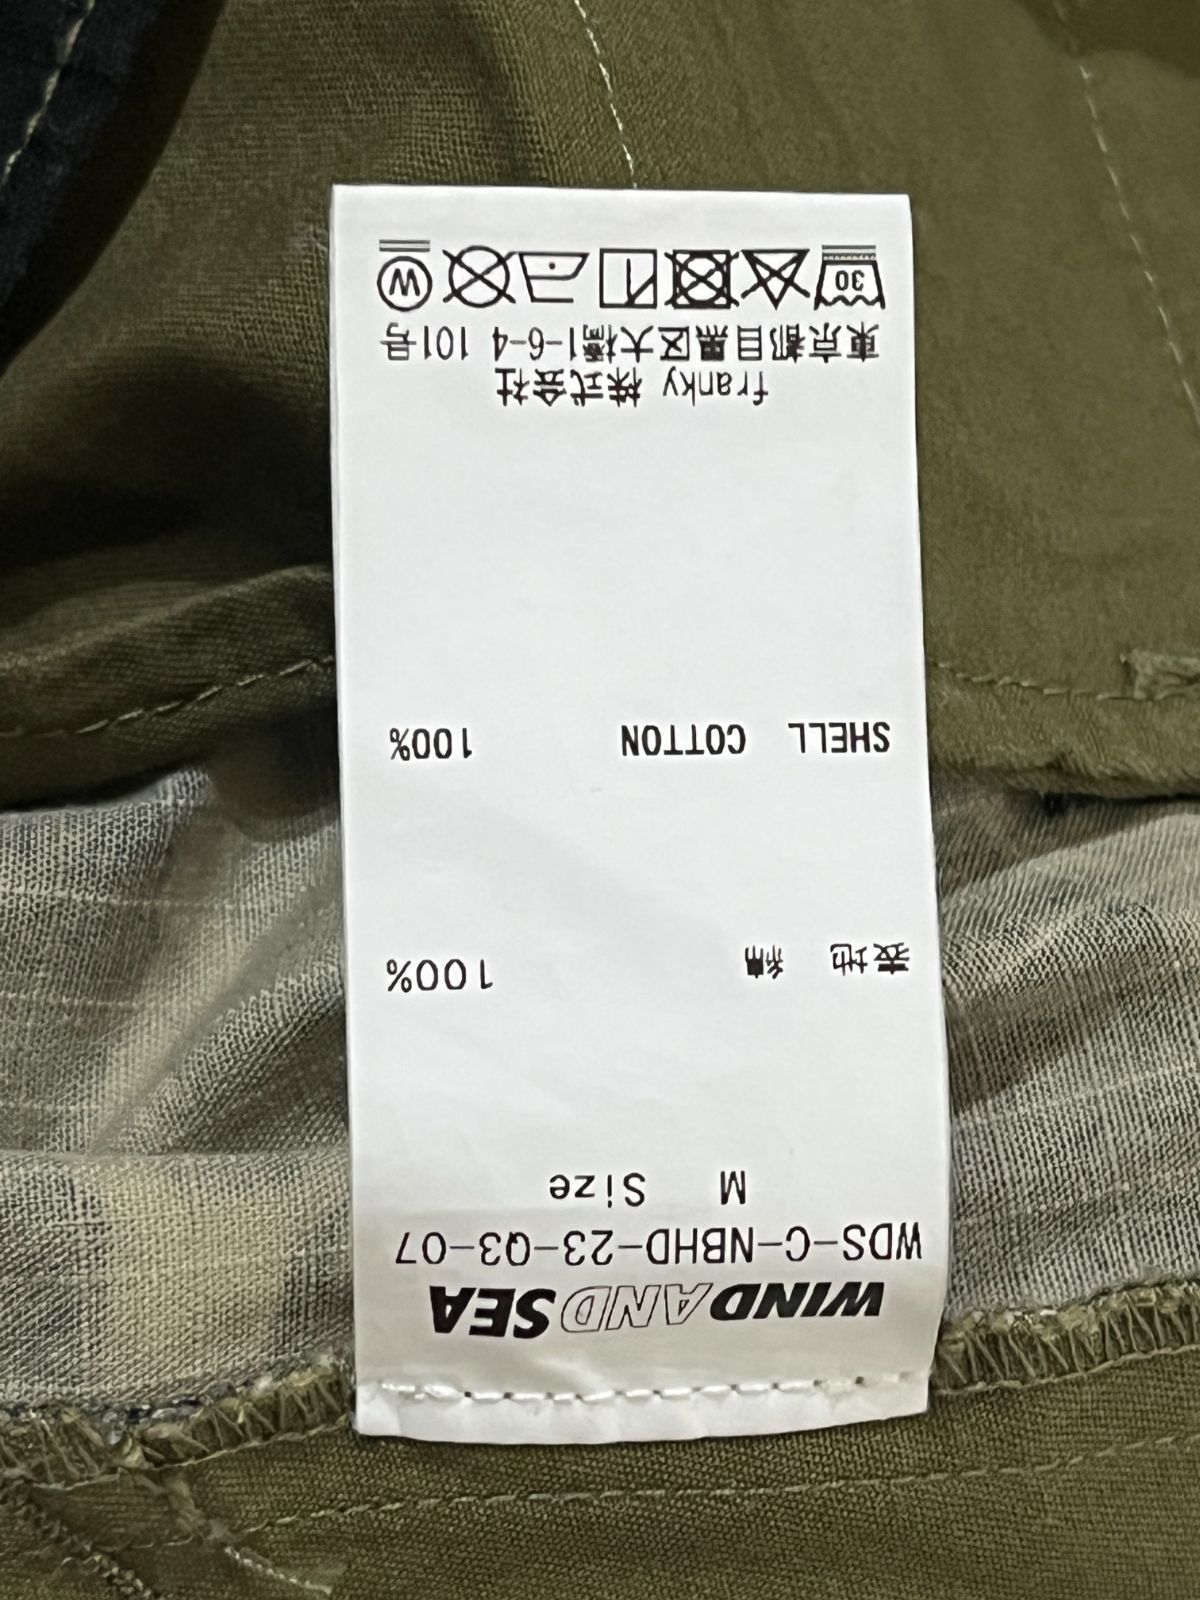 WIND AND SEA
WDS-C-NBHD-23-Q3-07
M Size
表地 綿 100%
SHELL COTTON 100%
franky 株式会社
東京都目黒区大橋1-6-4 101号
30 W